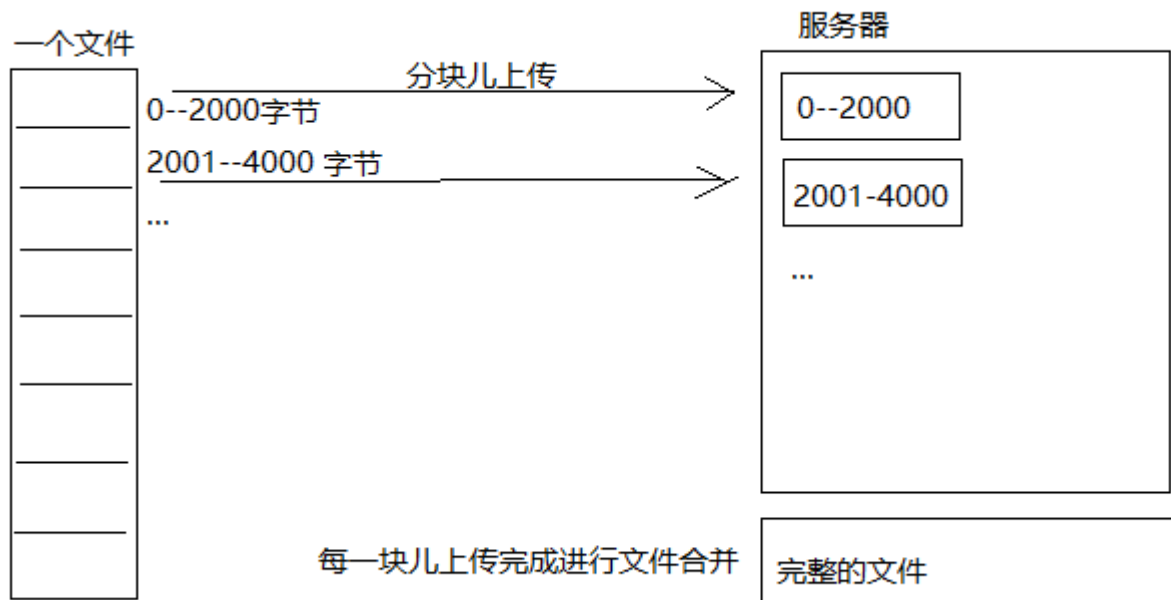 一个文件
服务器
分块儿上传
0--2000字节
0--2000
2001--4000 字节
2001-4000
...
...
每一块儿上传完成进行文件合并
完整的文件